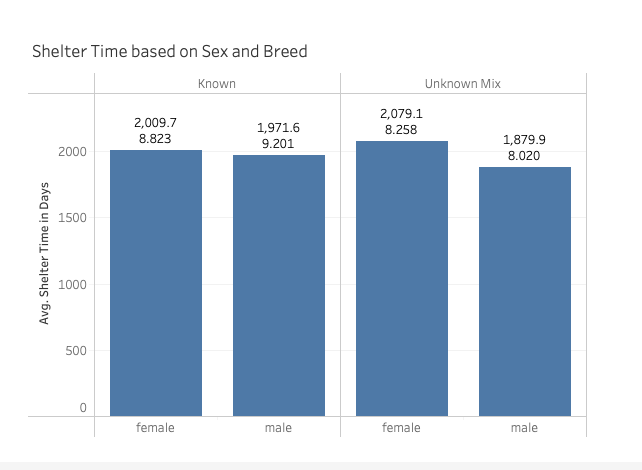 Shelter Time based on Sex and Breed
Known
Unknown Mix
2,009.7
8.823
1,971.6
9.201
2,079.1
8.258
1,879.9
8.020
Avg. Shelter Time in Days
2000
1500
1000
500
0
female
male
female
male